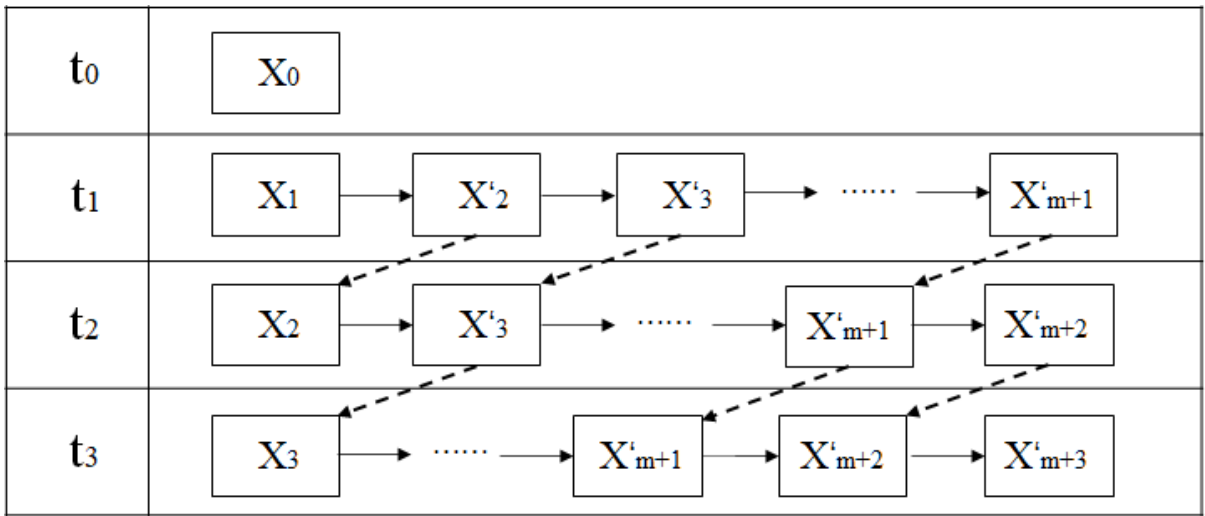 t0 X0
t1 X1 X‘2 X‘3 ...... X‘m+1
t2 X2 X‘3 ...... X‘m+1 X‘m+2
t3 X3 ...... X‘m+1 X‘m+2 X‘m+3